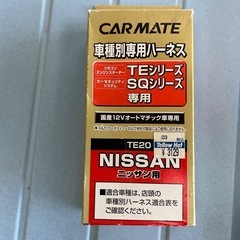 CARMATE
車種別専用ハーネス
リモコン
エンジンスターター
TEシリーズ
カーセキュリティ
システム
SQシリーズ
専用
国産12Vオートマチック車専用
TE20
03
Yellow Hat
NISSAN
ニッサン用
■適合車種は、店頭の
車種別ハーネス適合表を
ご確認ください。